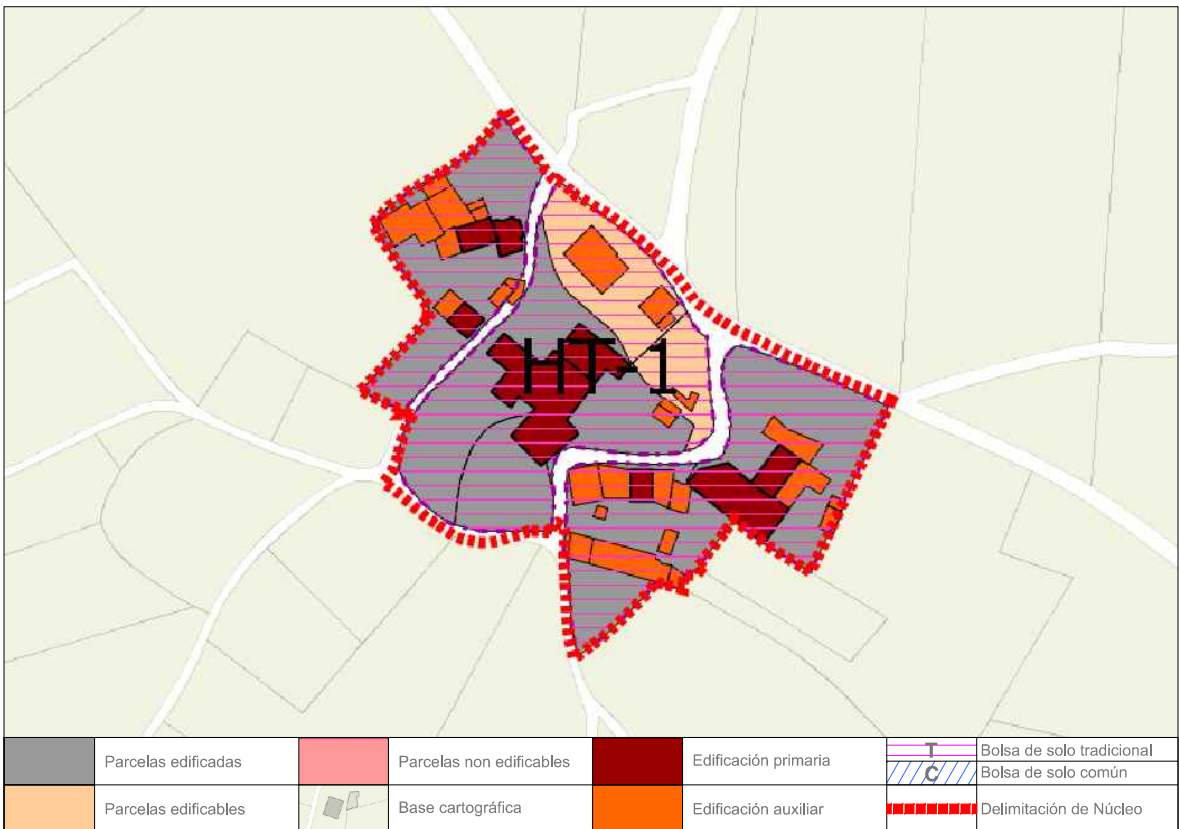 HT-1
Parcelas edificadas
Parcelas non edificables
Edificación primaria
T
Bolsa de solo tradicional
C
Bolsa de solo común
Parcelas edificables
Base cartográfica
Edificación auxiliar
Delimitación de Núcleo